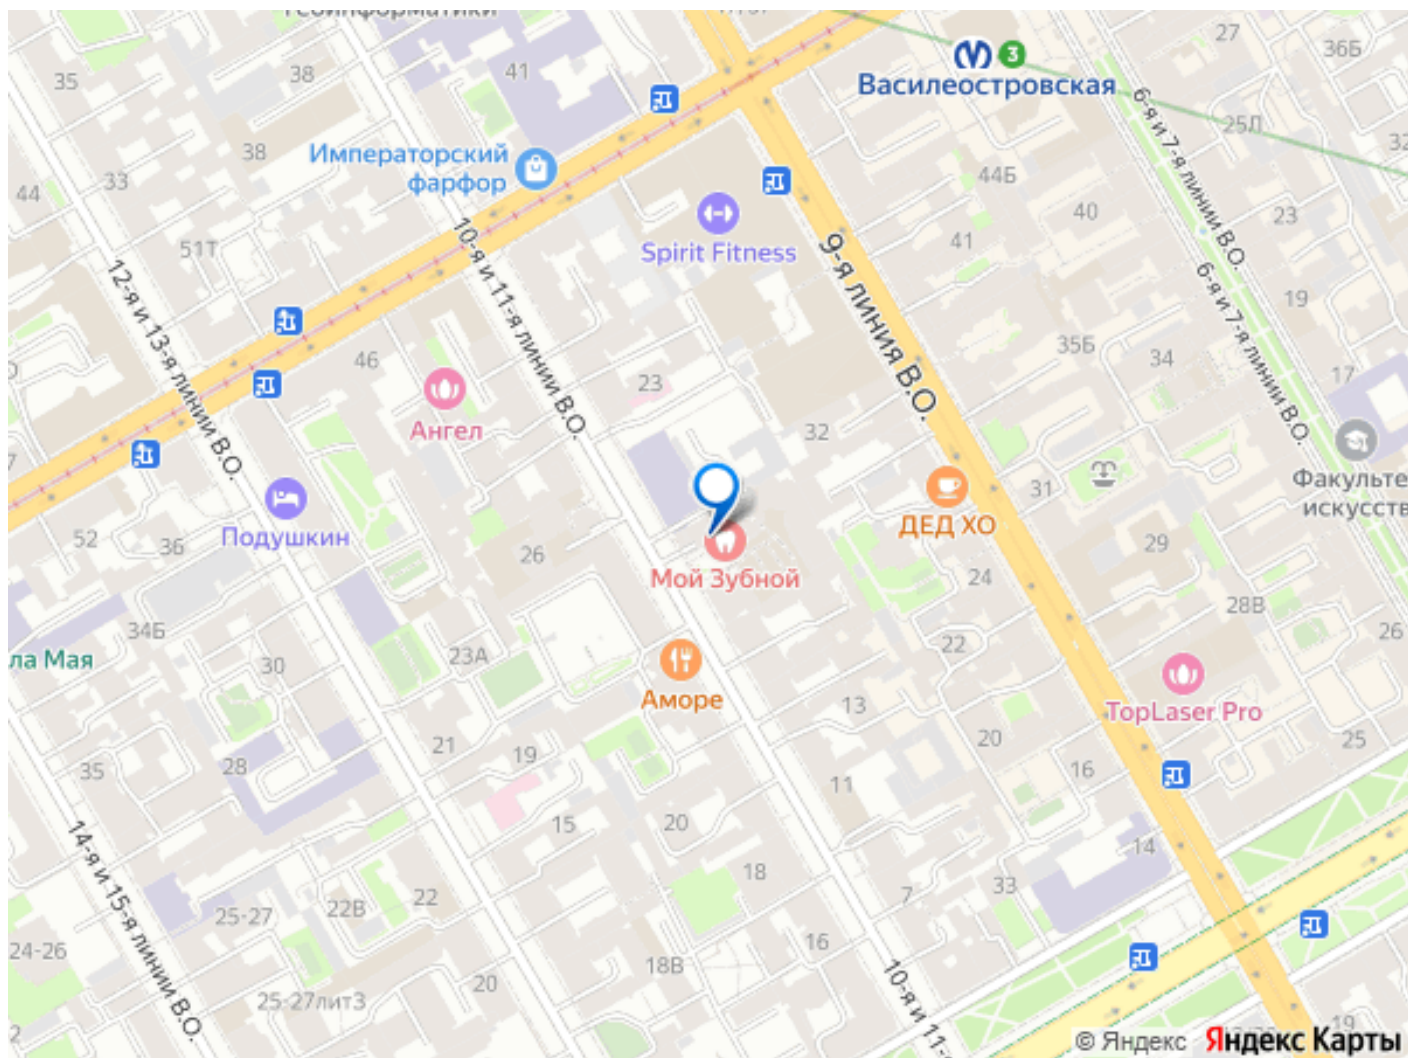 35
38
41
27
36Б
Василеостровская
3
25Л
38
33
44
Императорский
фарфор
44Б
40
41
23
51Т
Spirit Fitness
10-я и 11-я линии В.О.
9-я линия В.О.
6-я и 7-я линии В.О.
6-я и 7-я линии В.О.
12-я и 13-я линии В.О.
19
46
23
Ангел
35Б
34
17
32
Подушкин
52
36
26
ДЕД ХО
31
Факульте
искусств
29
24
Мой Зубной
28В
26
34Б
ла Мая
30
23А
22
Аморе
13
TopLaser Pro
21
19
20
25
35
28
11
16
15
20
14
14-я и 15-я линии В.О.
18
33
7
25-27
22В
22
24-26
16
18В
20
25-27литЗ
10-я и 11-я
19
© Яндекс Яндекс Карты